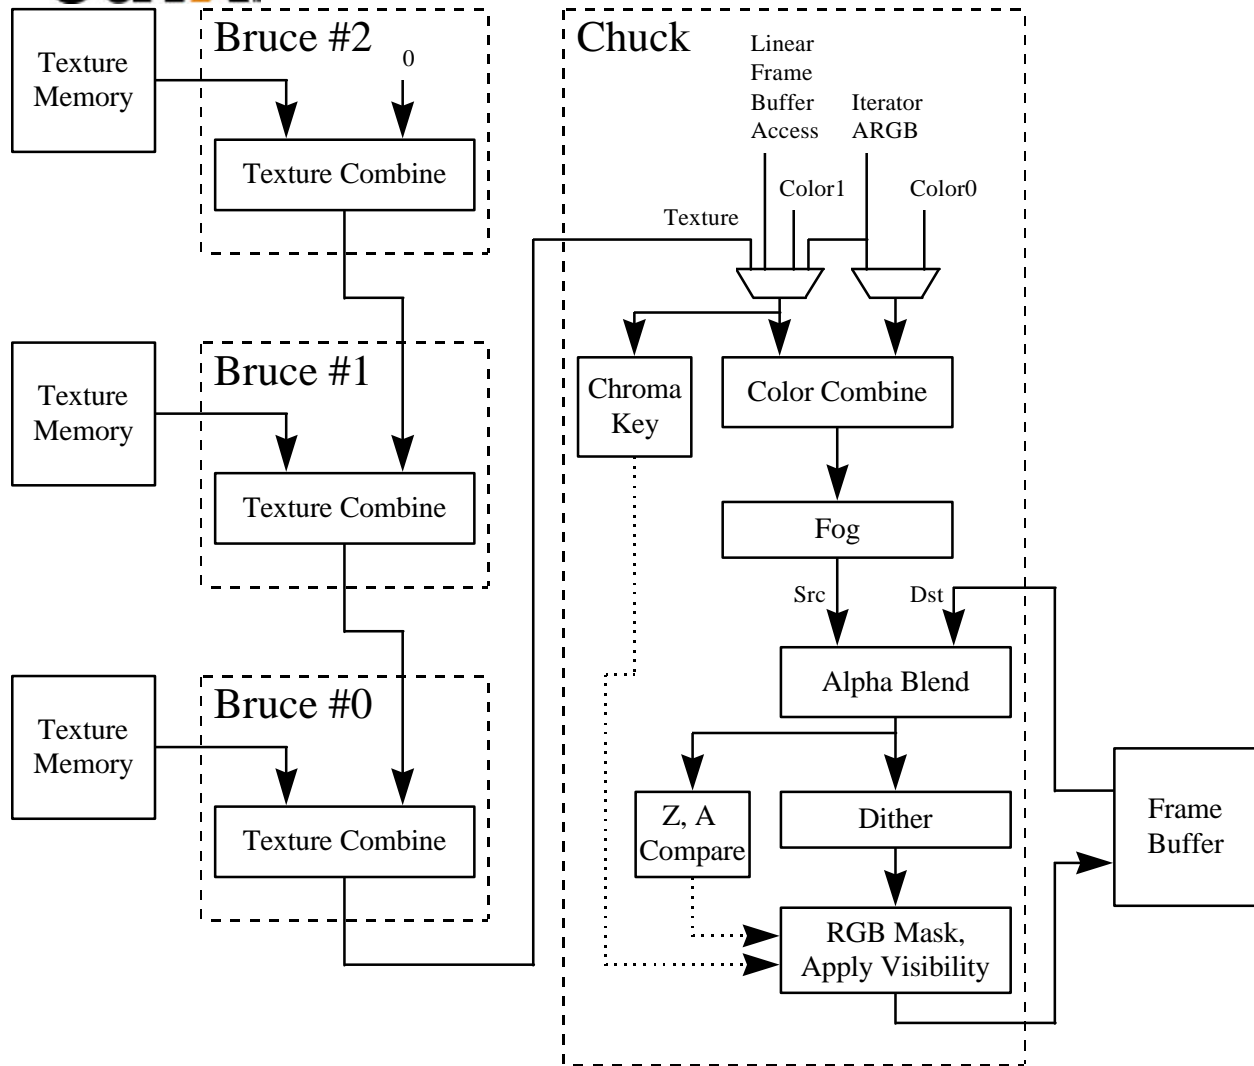 Bruce #2
Texture
Memory
0
Texture Combine
Bruce #1
Texture
Memory
Texture Combine
Bruce #0
Texture
Memory
Texture Combine
Chuck
Linear
Frame
Buffer
Access
Iterator
ARGB
Color1
Color0
Texture
Chroma
Key
Color Combine
Fog
Src
Dst
Alpha Blend
Z, A
Compare
Dither
RGB Mask,
Apply Visibility
Frame
Buffer